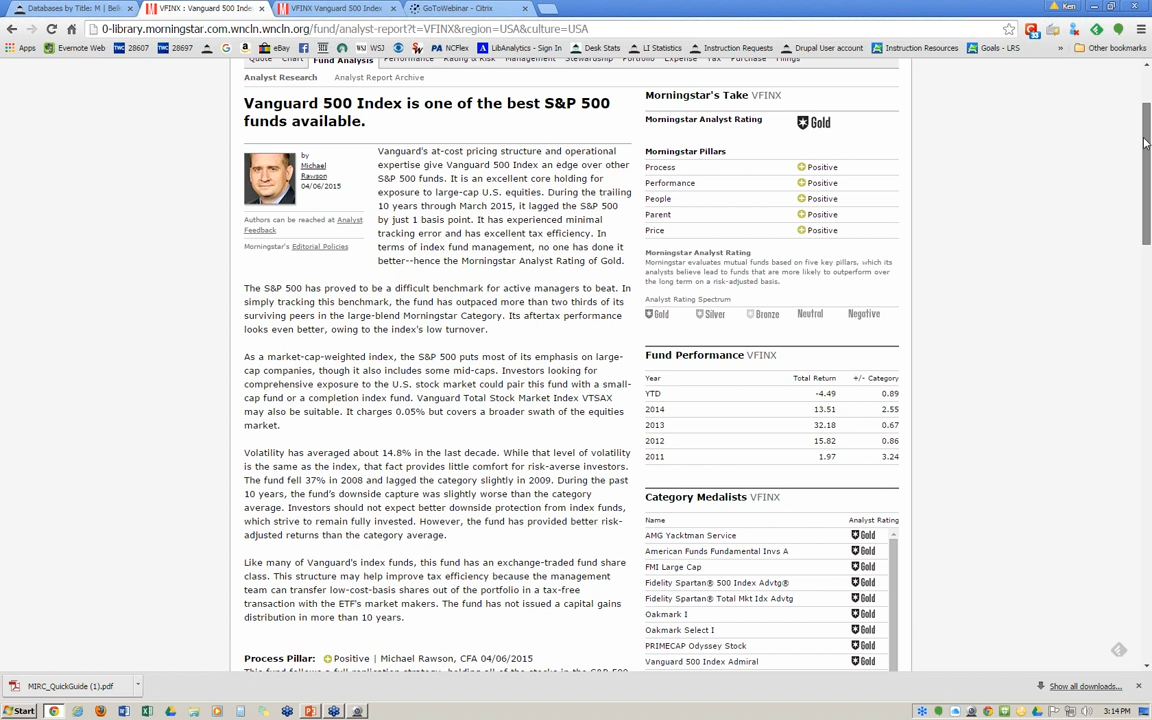 Databases by Title: M | Beli
VFINX : Vanguard 500 Inde
VFINX Vanguard 500 Index
GoToWebinar - Citrix
Ken
0-library.morningstar.com.wncln.wncln.org/fund/analyst-report?t=VFINX&region=USA&culture=USA
Apps
Evernote Web
28607
28697
eBay
WSJ
WU
PA NCFlex
LibAnalytics - Sign In
Desk Stats
LI Statistics
Instruction Requests
Drupal User account
Instruction Resources
Goals - LRS
»
Other bookmarks
Quote Chart Fund Analysis Performance Rating & Risk Management Stewardship Portfolio Expense Tax Purchase Filings
Analyst Research Analyst Report Archive
Vanguard 500 Index is one of the best S&P 500
funds available.
by
Michael
Rawson
04/06/2015
Authors can be reached at Analyst
Feedback
Morningstar's Editorial Policies
Vanguard's at-cost pricing structure and operational
expertise give Vanguard 500 Index an edge over other
S&P 500 funds. It is an excellent core holding for
exposure to large-cap U.S. equities. During the trailing
10 years through March 2015, it lagged the S&P 500
by just 1 basis point. It has experienced minimal
tracking error and has excellent tax efficiency. In
terms of index fund management, no one has done it
better--hence the Morningstar Analyst Rating of Gold.
The S&P 500 has proved to be a difficult benchmark for active managers to beat. In
simply tracking this benchmark, the fund has outpaced more than two thirds of its
surviving peers in the large-blend Morningstar Category. Its aftertax performance
looks even better, owing to the index's low turnover.
As a market-cap-weighted index, the S&P 500 puts most of its emphasis on large-
cap companies, though it also includes some mid-caps. Investors looking for
comprehensive exposure to the U.S. stock market could pair this fund with a small-
cap fund or a completion index fund. Vanguard Total Stock Market Index VTSAX
may also be suitable. It charges 0.05% but covers a broader swath of the equities
market.
Volatility has averaged about 14.8% in the last decade. While that level of volatility
is the same as the index, that fact provides little comfort for risk-averse investors.
The fund fell 37% in 2008 and lagged the category slightly in 2009. During the past
10 years, the fund's downside capture was slightly worse than the category
average. Investors should not expect better downside protection from index funds,
which strive to remain fully invested. However, the fund has provided better risk-
adjusted returns than the category average.
Like many of Vanguard's index funds, this fund has an exchange-traded fund share
class. This structure may help improve tax efficiency because the management
team can transfer low-cost-basis shares out of the portfolio in a tax-free
transaction with the ETF's market makers. The fund has not issued a capital gains
distribution in more than 10 years.
Process Pillar: Positive | Michael Rawson, CFA 04/06/2015
This fund follows a full replication strategy, holding all of the stocks in the S&P 500
Morningstar's Take VFINX
Morningstar Analyst Rating Gold
Morningstar Pillars
Process Positive
Performance Positive
People Positive
Parent Positive
Price Positive
Morningstar Analyst Rating
Morningstar evaluates mutual funds based on five key pillars, which its
analysts believe lead to funds that are more likely to outperform over
the long term on a risk-adjusted basis.
Analyst Rating Spectrum
Gold Silver Bronze Neutral Negative
Fund Performance VFINX
Year Total Return +/- Category
YTD -4.49 0.89
2014 13.51 2.55
2013 32.18 0.67
2012 15.82 0.86
2011 1.97 3.24
Category Medalists VFINX
Name Analyst Rating
AMG Yacktman Service Gold
American Funds Fundamental Invs A Gold
FMI Large Cap Gold
Fidelity Spartan® 500 Index Advtg® Gold
Fidelity Spartan® Total Mkt Idx Advtg Gold
Oakmark I Gold
Oakmark Select I Gold
PRIMECAP Odyssey Stock Gold
Vanguard 500 Index Admiral Gold
MIRC_QuickGuide (1).pdf
Show all downloads...
Start
3:14 PM